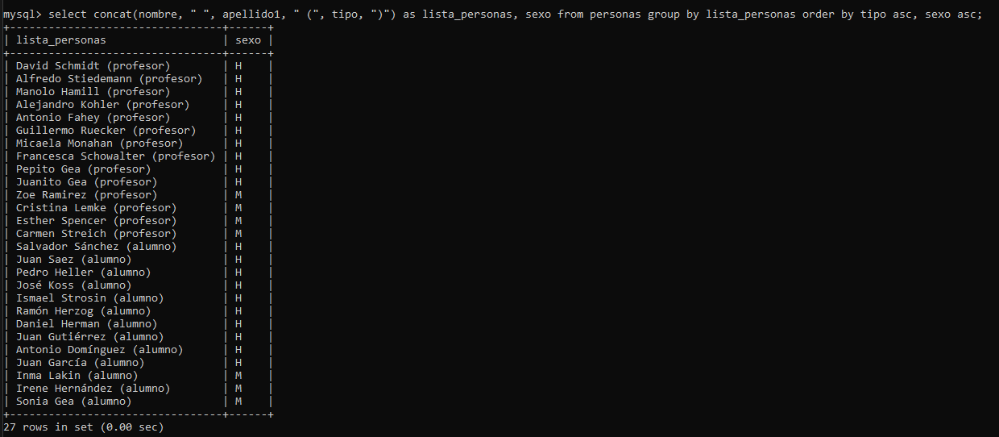 mysql> select concat(nombre, " ", apellido1, " (", tipo, ")") as lista_personas, sexo from personas group by lista_personas order by tipo asc, sexo asc;
+---------------------------------+------+
| lista_personas                  | sexo |
+---------------------------------+------+
| David Schmidt (profesor)        | H    |
| Alfredo Stiedemann (profesor)   | H    |
| Manolo Hamill (profesor)        | H    |
| Alejandro Kohler (profesor)     | H    |
| Antonio Fahey (profesor)        | H    |
| Guillermo Ruecker (profesor)    | H    |
| Micaela Monahan (profesor)      | H    |
| Francesca Schowalter (profesor) | H    |
| Pepito Gea (profesor)           | H    |
| Juanito Gea (profesor)          | H    |
| Zoe Ramirez (profesor)          | M    |
| Cristina Lemke (profesor)       | M    |
| Esther Spencer (profesor)       | M    |
| Carmen Streich (profesor)       | M    |
| Salvador Sánchez (alumno)       | H    |
| Juan Saez (alumno)              | H    |
| Pedro Heller (alumno)           | H    |
| José Koss (alumno)              | H    |
| Ismael Strosin (alumno)         | H    |
| Ramón Herzog (alumno)           | H    |
| Daniel Herman (alumno)          | H    |
| Juan Gutiérrez (alumno)         | H    |
| Antonio Domínguez (alumno)      | H    |
| Juan García (alumno)            | H    |
| Inma Lakin (alumno)             | M    |
| Irene Hernández (alumno)        | M    |
| Sonia Gea (alumno)              | M    |
+---------------------------------+------+
27 rows in set (0.00 sec)